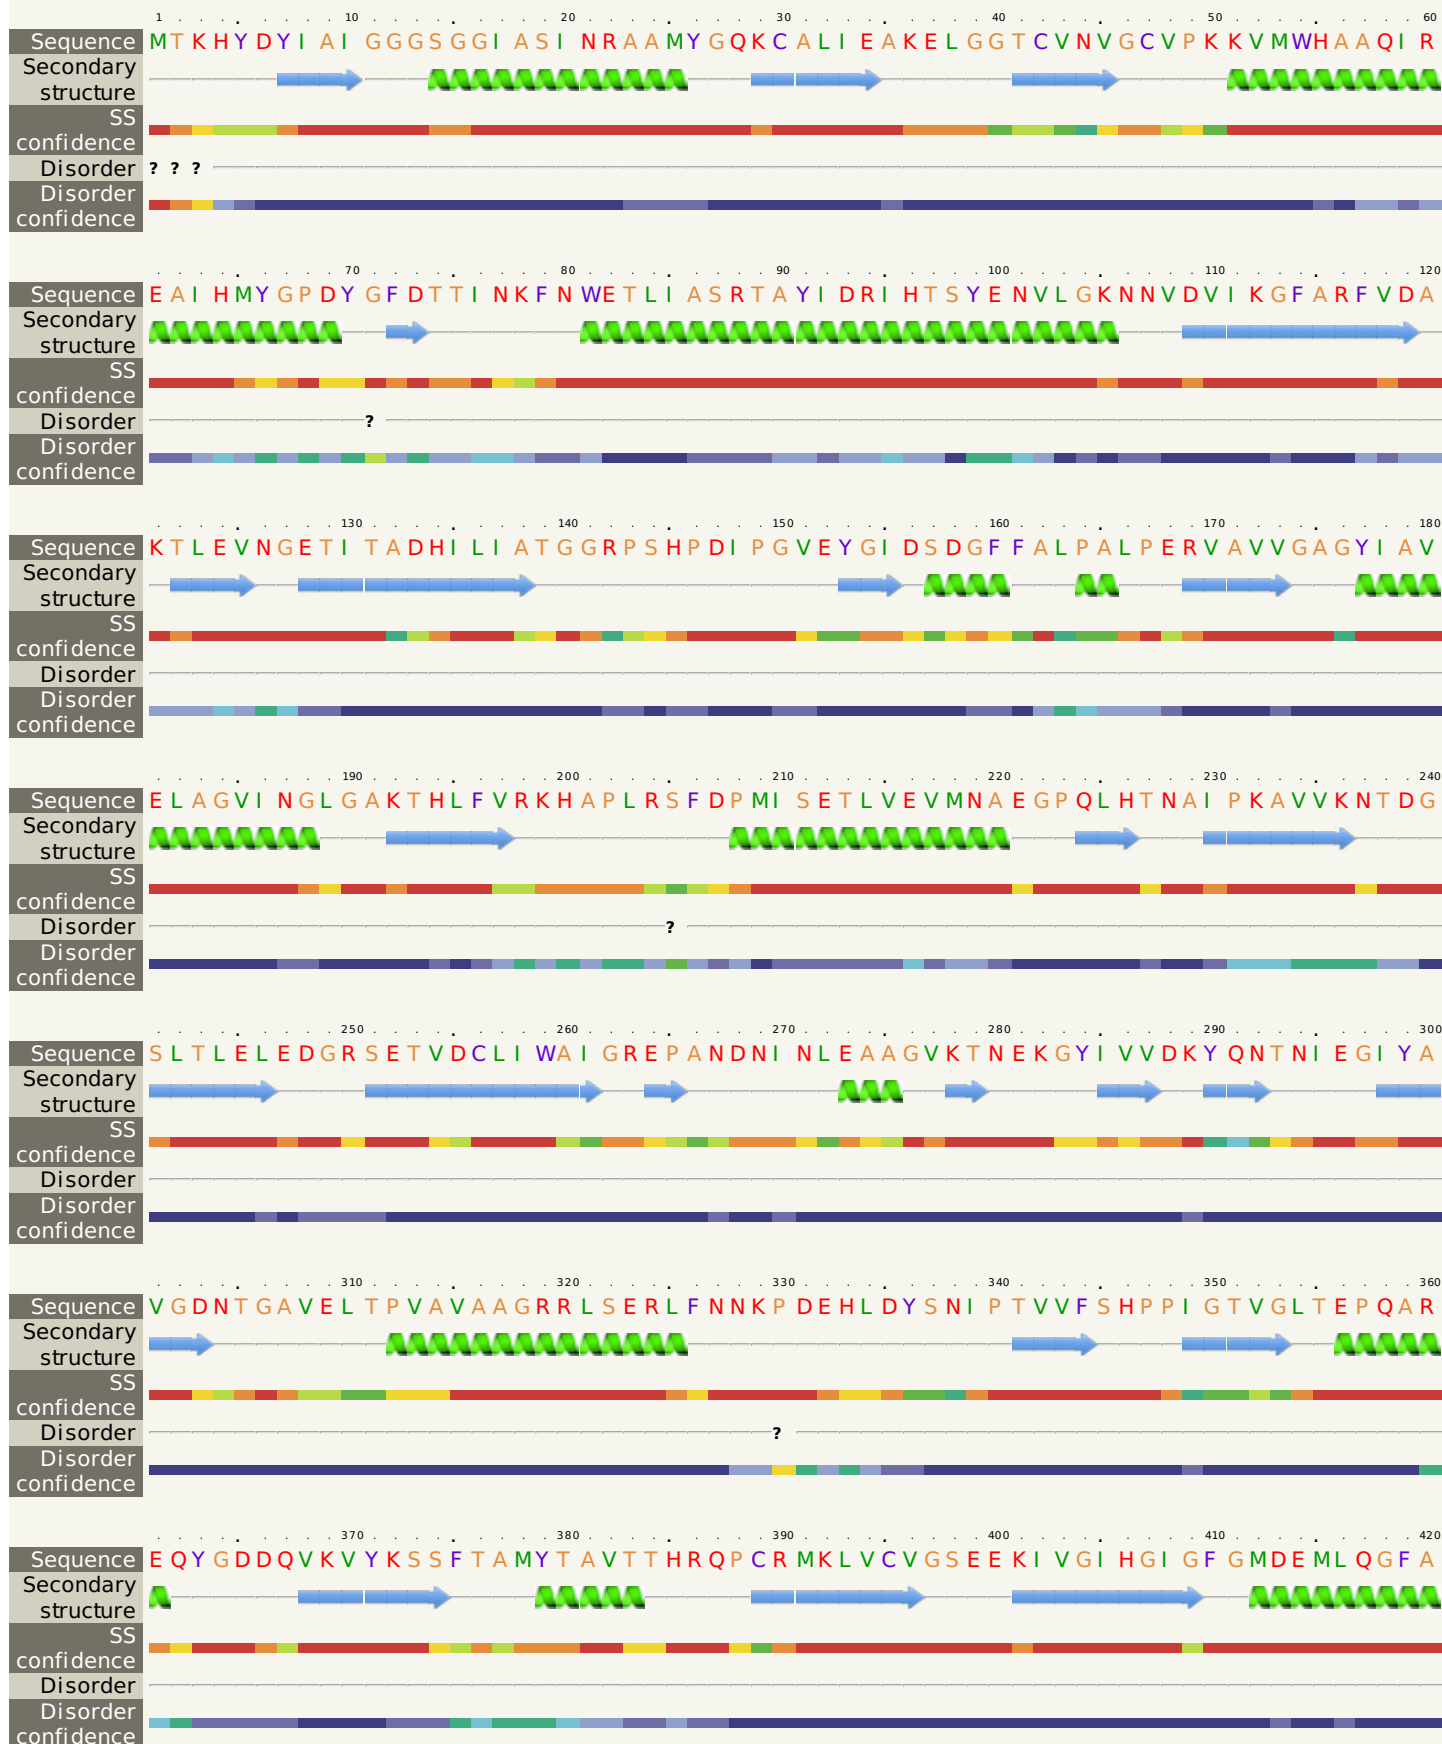 1 10 20 30 40 50 60
Sequence MTKHYDYIAIGGGSGGIASINRAAMYGQKCALIEAKELGGTCVNVGCVPKKVMWHAAQIR
Secondary
structure
SS
confidence
Disorder ? ? ?
Disorder
confidence
70 80 90 100 110 120
Sequence EAIHMYGPDYGFDTTINKFNWETLIASRTAYIDRIHTSYENVLGKNNVDVIKGFARFVDA
Secondary
structure
SS
confidence
Disorder ?
Disorder
confidence
130 140 150 160 170 180
Sequence KTLEVNGETITADHILIATGGRPSHPDIPGVEYGIDSDGFFALPALPERVAVVGAGYIAV
Secondary
structure
SS
confidence
Disorder
Disorder
confidence
190 200 210 220 230 240
Sequence ELAGVINGLGAKTHLFVRKHAPLRSFDPMISETLVEVMNAEGPQLHTNAIPKAVVKNTDG
Secondary
structure
SS
confidence
Disorder ?
Disorder
confidence
250 260 270 280 290 300
Sequence SLTLELEDGRSETVDCLIWAIGREPANDNINLEAAGVKTNEKGYIVVDKYQNTNIEGIYA
Secondary
structure
SS
confidence
Disorder
Disorder
confidence
310 320 330 340 350 360
Sequence VGDNTGAVELTPVAVAAGRRLSERLFNNKPDEHLDYSNIPTVVFSHPPIGTVGLTEPQAR
Secondary
structure
SS
confidence
Disorder ?
Disorder
confidence
370 380 390 400 410 420
Sequence EQYGDDQVKVYKSSFTAMYTAVTTHRQPCRMKLVCVGSEEKIVGIHGIGFGMDEMLQGFA
Secondary
structure
SS
confidence
Disorder
Disorder
confidence